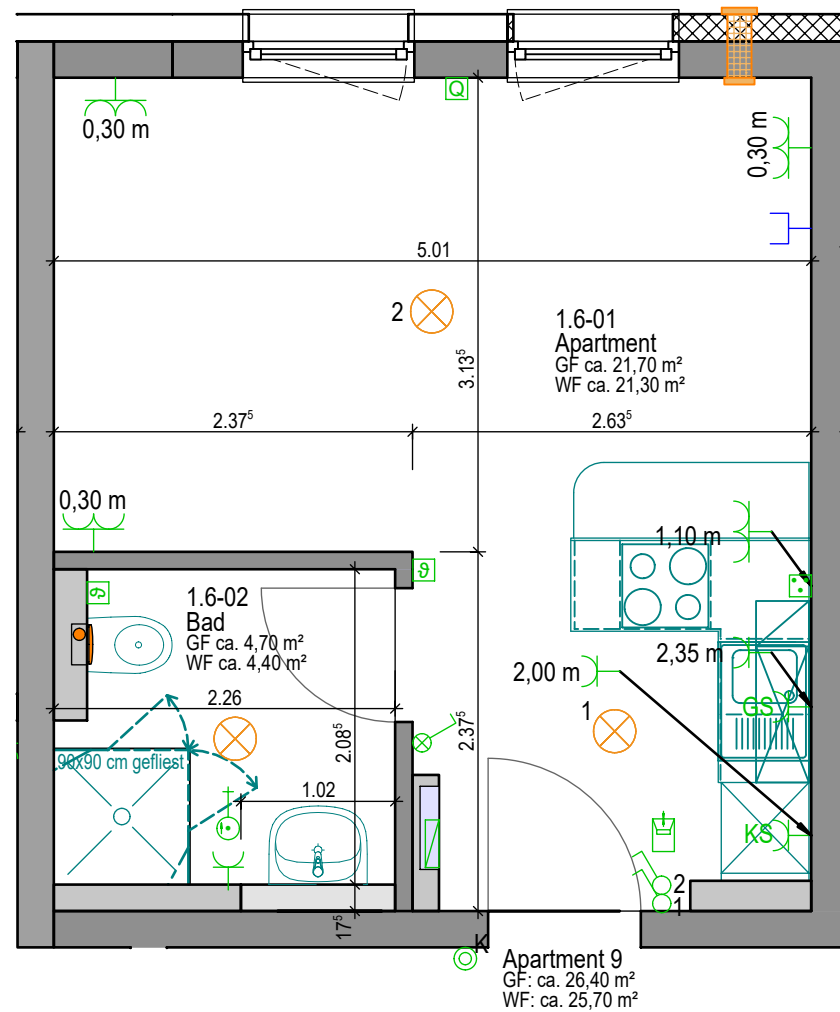 Q
0,30 m
0,30 m
5.01
2
1.6-01
Apartment
GF ca. 21,70 m²
WF ca. 21,30 m²
3.13⁵
2.37⁵
2.63⁵
0,30 m
1,10 m
ϑ
ϑ
1.6-02
Bad
GF ca. 4,70 m²
WF ca. 4,40 m²
2,00 m
2,35 m
2.26
1
GS
2.08⁵
2.37⁵
90x90 cm gefliest
1.02
KS
2
1
17⁵
K
Apartment 9
GF: ca. 26,40 m²
WF: ca. 25,70 m²